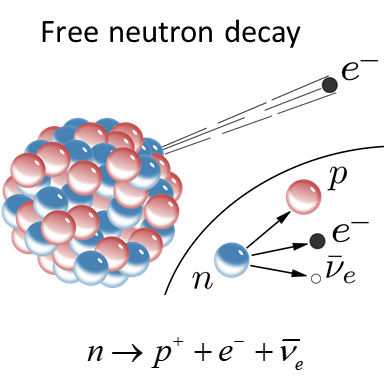 Free neutron decay
e⁻
p
e⁻
n
ν̄ₑ
n → p⁺ + e⁻ + ν̄ₑ